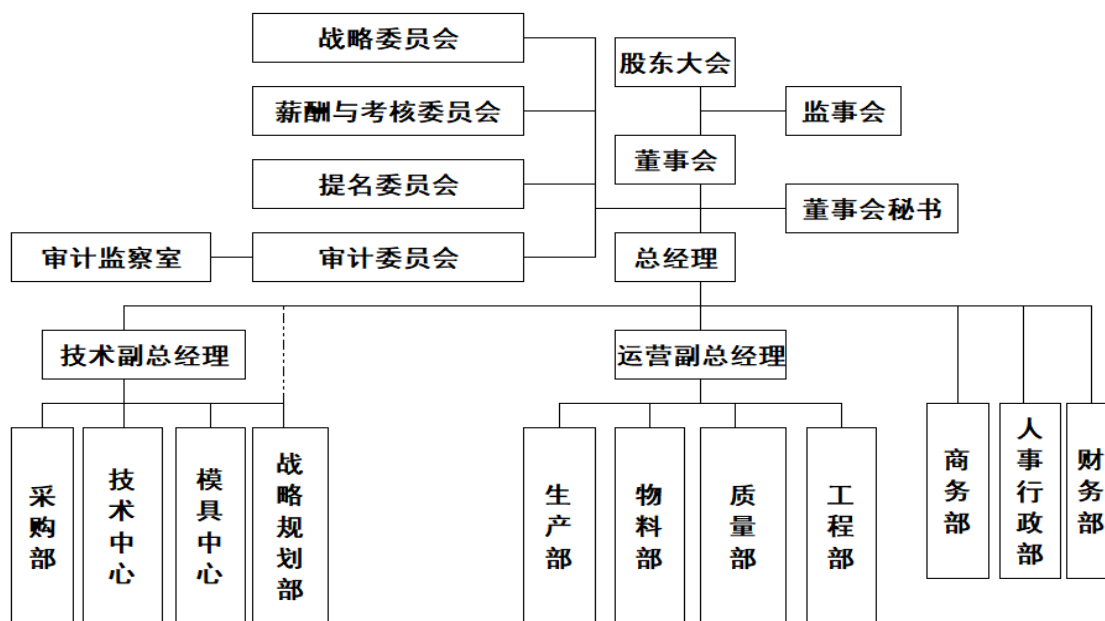 战略委员会
股东大会
薪酬与考核委员会
监事会
董事会
提名委员会
董事会秘书
审计监察室
审计委员会
总经理
技术副总经理
运营副总经理
采购部
技术中心
模具中心
战略规划部
生产部
物料部
质量部
工程部
商务部
人事行政部
财务部